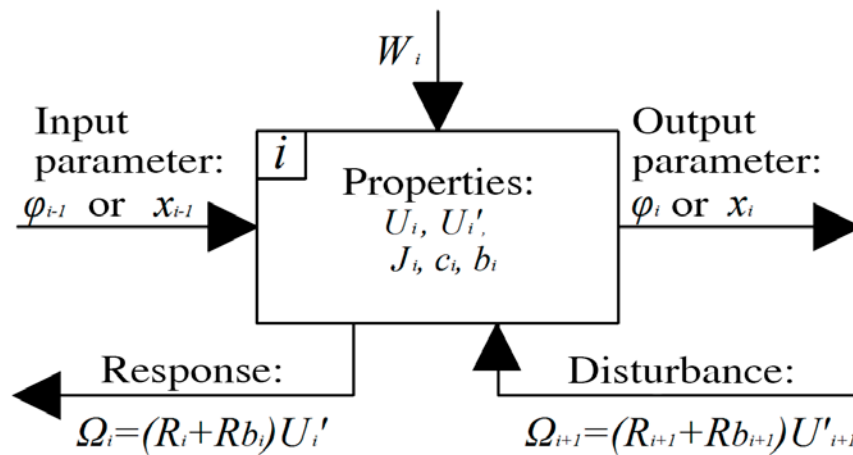 W_i
Input
parameter:
φ_{i-1} or x_{i-1}
i
Properties:
U_i, U_i',
J_i, c_i, b_i
Output
parameter:
φ_i or x_i
Response:
Ω_i=(R_i+Rb_i)U_i'
Disturbance:
Ω_{i+1}=(R_{i+1}+Rb_{i+1})U'_{i+1}